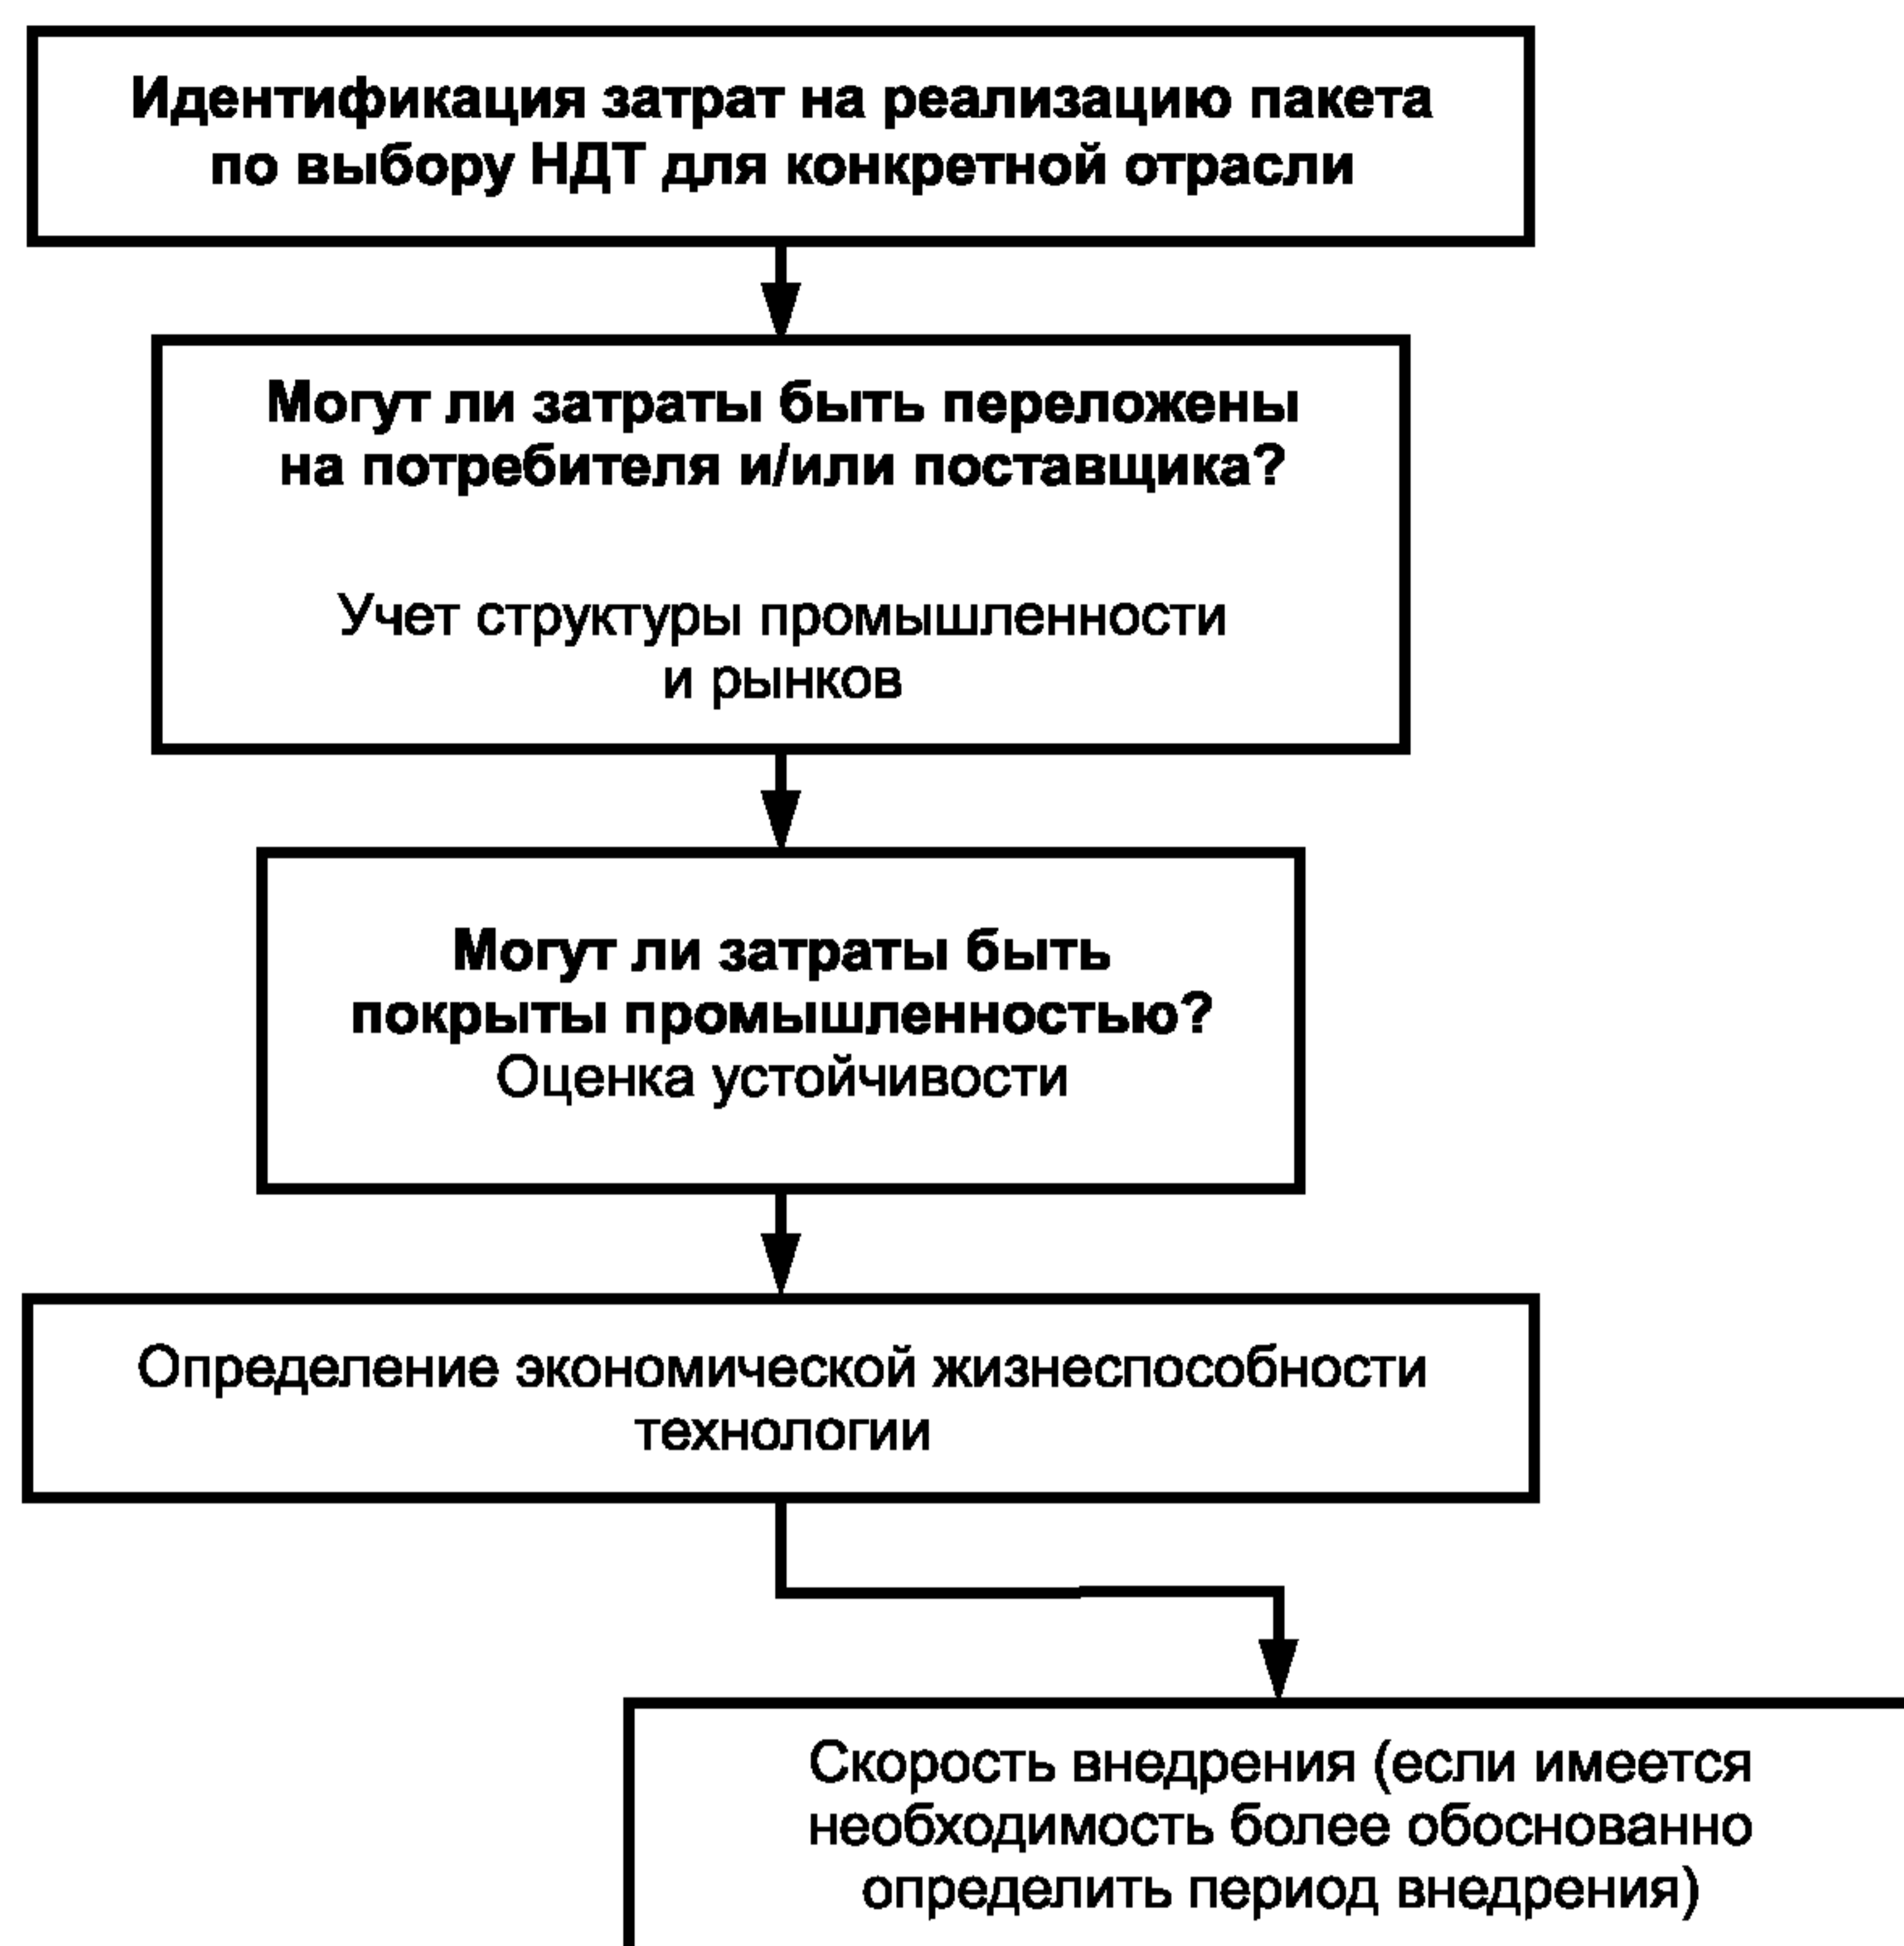 Идентификация затрат на реализацию пакета
по выбору НДТ для конкретной отрасли
Могут ли затраты быть переложены
на потребителя и/или поставщика?
Учет структуры промышленности
и рынков
Могут ли затраты быть
покрыты промышленностью?
Оценка устойчивости
Определение экономической жизнеспособности
технологии
Скорость внедрения (если имеется
необходимость более обоснованно
определить период внедрения)